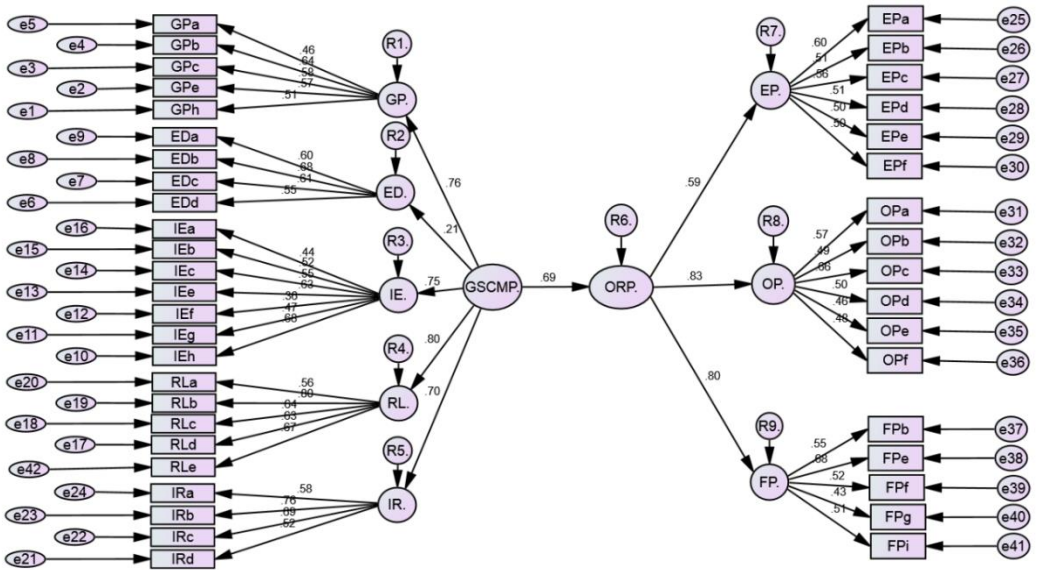 e5 GPa
e4 GPb
e3 GPc
e2 GPe
e1 GPh
.46
.64
.58
.57
.51
R1.
GP.
e9 EDa
e8 EDb
e7 EDc
e6 EDd
.60
.68
.61
.55
R2
ED.
e16 IEa
e15 IEb
e14 IEc
e13 IEe
e12 IEf
e11 IEg
e10 IEh
.44
.52
.55
.63
.47
.68
R3.
IE.
e20 RLa
e19 RLb
e18 RLc
e17 RLd
e42 RLe
.56
.80
.64
.63
.67
R4.
RL.
e24 IRa
e23 IRb
e22 IRc
e21 IRd
.58
.76
.69
.52
R5.
IR.
.76
.21
.75
.80
.70
GSCMP.
.69
R6.
ORP.
.59
.83
.80
R7.
EP.
.60
.51
.56
.51
.50
.50
EPa e25
EPb e26
EPc e27
EPd e28
EPe e29
EPf e30
R8.
OP.
.57
.49
.66
.50
.46
.48
OPa e31
OPb e32
OPc e33
OPd e34
OPe e35
OPf e36
R9.
FP.
.55
.68
.52
.43
.51
FPb e37
FPe e38
FPf e39
FPg e40
FPi e41